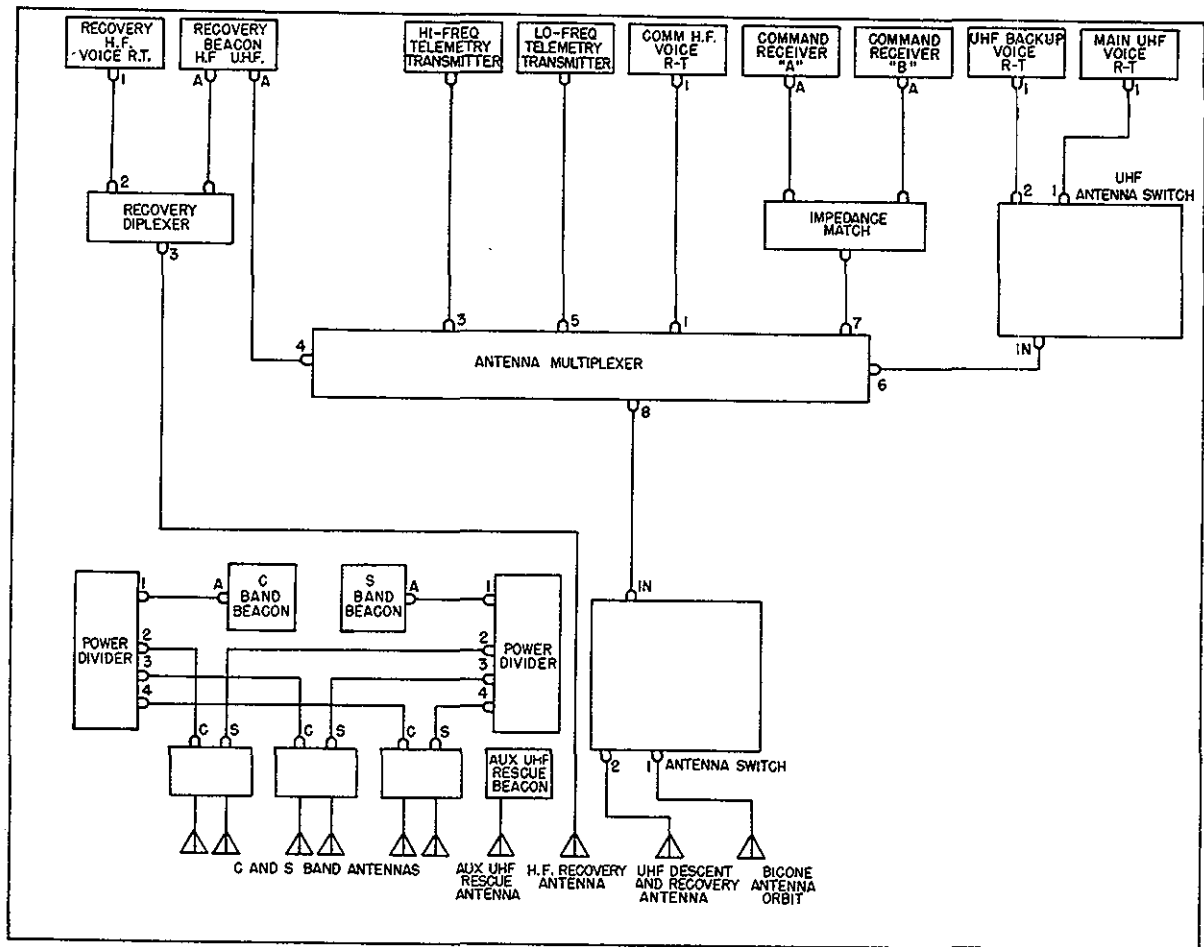 RECOVERY
H.F.
VOICE R.T.
RECOVERY
BEACON
H.F U.H.F.
HI-FREQ
TELEMETRY
TRANSMITTER
LO-FREQ
TELEMETRY
TRANSMITTER
COMM H.F.
VOICE
R-T
COMMAND
RECEIVER
"A"
COMMAND
RECEIVER
"B"
UHF BACKUP
VOICE
R-T
MAIN UHF
VOICE
R-T
1
A
A
1
A
A
1
1
2
RECOVERY
DIPLEXER
3
IMPEDANCE
MATCH
UHF
ANTENNA SWITCH
2
1
IN
3
5
1
7
4
ANTENNA MULTIPLEXER
6
8
POWER
DIVIDER
1
2
3
4
A
C
BAND
BEACON
S
BAND
BEACON
A
1
2
3
4
POWER
DIVIDER
IN
C
S
C
S
C
S
AUX UHF
RESCUE
BEACON
2
1
ANTENNA SWITCH
C AND S BAND ANTENNAS
AUX UHF
RESCUE
ANTENNA
H.F. RECOVERY
ANTENNA
UHF DESCENT
AND RECOVERY
ANTENNA
BICONE
ANTENNA
ORBIT